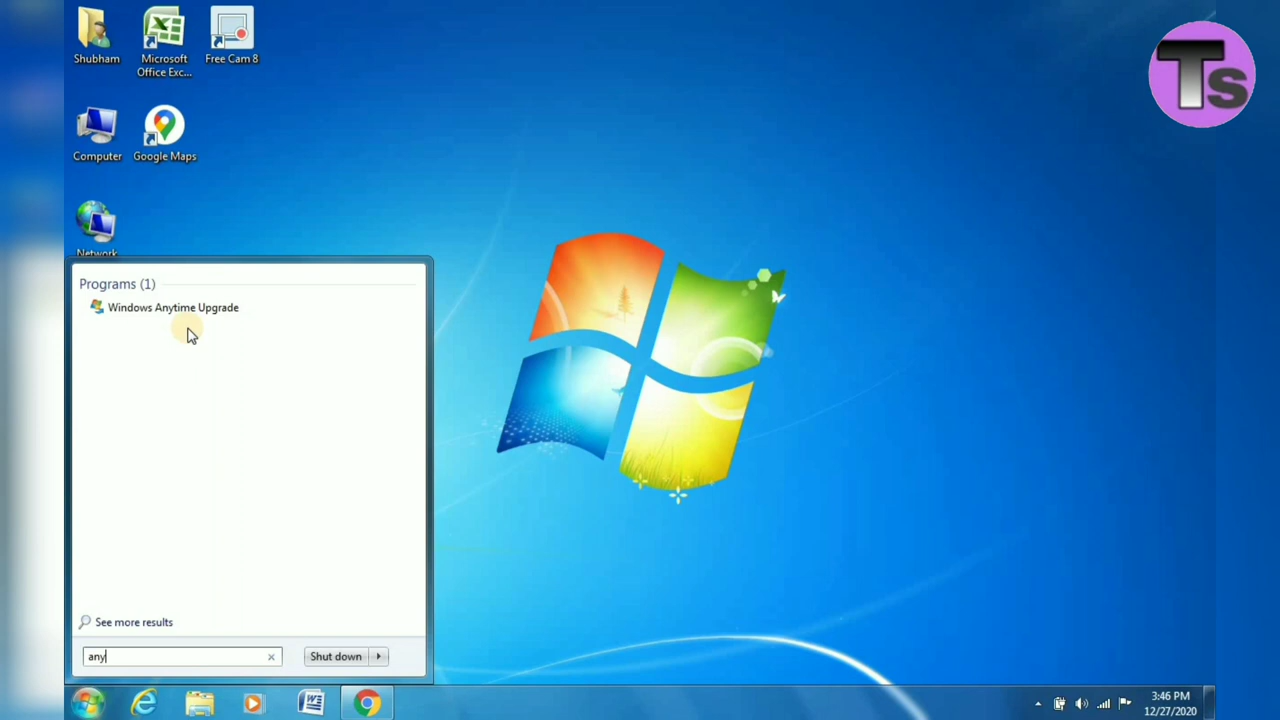 Shubham
Microsoft
Office Exc...
Free Cam 8
Ts
Computer
Google Maps
Network
Programs (1)
Windows Anytime Upgrade
See more results
any
Shut down
3:46 PM
12/27/2020